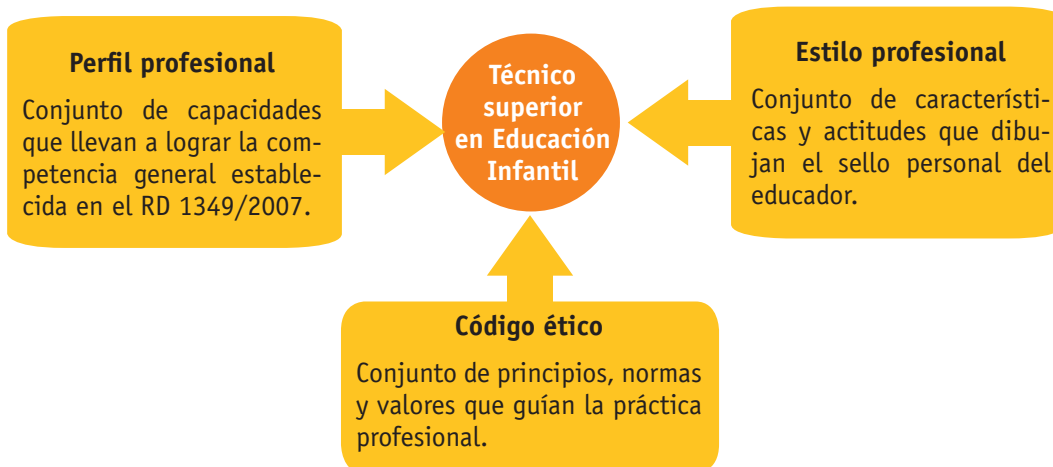 Perfil profesional
Conjunto de capacidades
que llevan a lograr la com-
petencia general estable-
cida en el RD 1349/2007.
Técnico
superior
en Educación
Infantil
Estilo profesional
Conjunto de característi-
cas y actitudes que dibu-
jan el sello personal del
educador.
Código ético
Conjunto de principios, normas
y valores que guían la práctica
profesional.